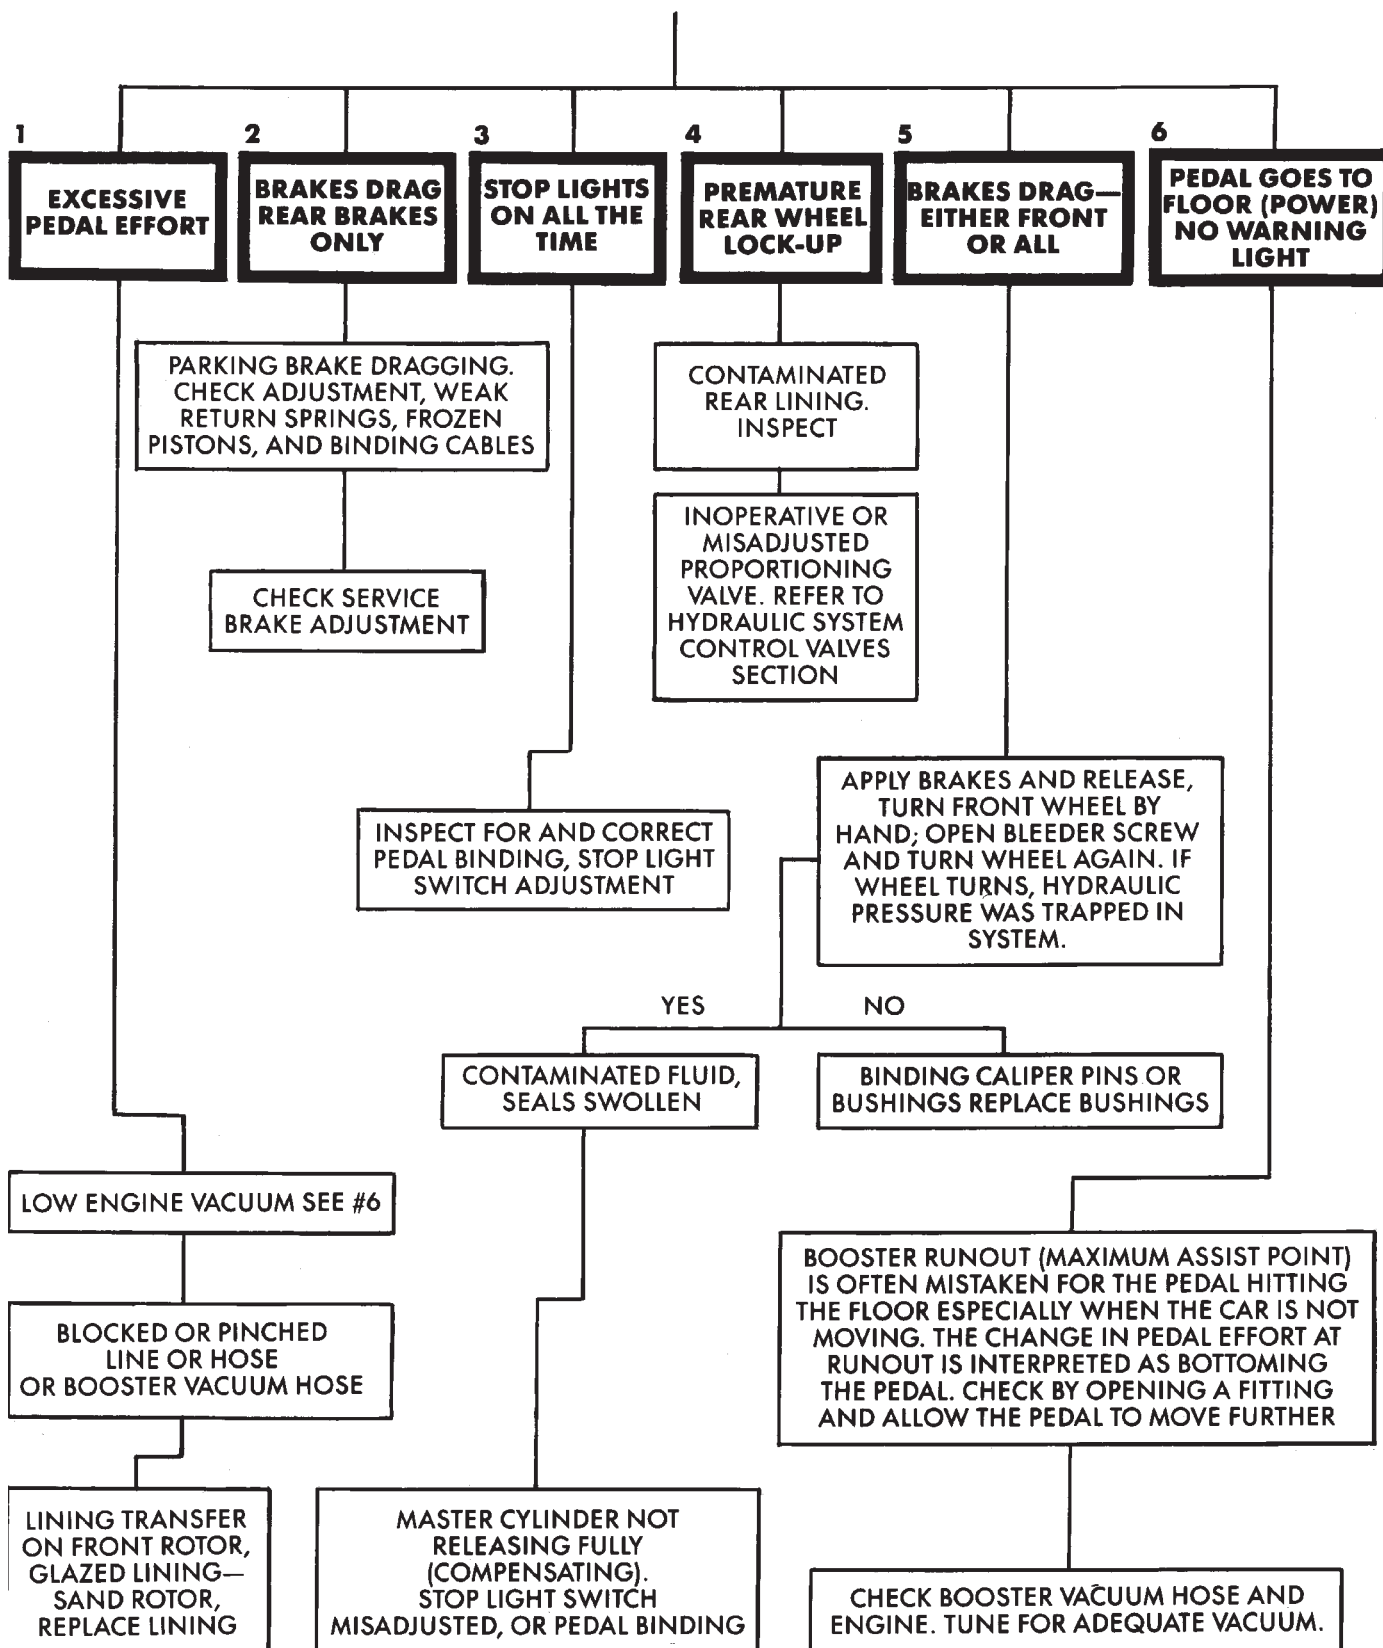 1
2
3
4
5
6
EXCESSIVE
PEDAL EFFORT
BRAKES DRAG
REAR BRAKES
ONLY
STOP LIGHTS
ON ALL THE
TIME
PREMATURE
REAR WHEEL
LOCK-UP
BRAKES DRAG—
EITHER FRONT
OR ALL
PEDAL GOES TO
FLOOR (POWER)
NO WARNING
LIGHT
PARKING BRAKE DRAGGING.
CHECK ADJUSTMENT, WEAK
RETURN SPRINGS, FROZEN
PISTONS, AND BINDING CABLES
CONTAMINATED
REAR LINING.
INSPECT
INOPERATIVE OR
MISADJUSTED
PROPORTIONING
VALVE. REFER TO
HYDRAULIC SYSTEM
CONTROL VALVES
SECTION
CHECK SERVICE
BRAKE ADJUSTMENT
APPLY BRAKES AND RELEASE,
TURN FRONT WHEEL BY
HAND; OPEN BLEEDER SCREW
AND TURN WHEEL AGAIN. IF
WHEEL TURNS, HYDRAULIC
PRESSURE WAS TRAPPED IN
SYSTEM.
INSPECT FOR AND CORRECT
PEDAL BINDING, STOP LIGHT
SWITCH ADJUSTMENT
YES
NO
CONTAMINATED FLUID,
SEALS SWOLLEN
BINDING CALIPER PINS OR
BUSHINGS REPLACE BUSHINGS
LOW ENGINE VACUUM SEE #6
BOOSTER RUNOUT (MAXIMUM ASSIST POINT)
IS OFTEN MISTAKEN FOR THE PEDAL HITTING
THE FLOOR ESPECIALLY WHEN THE CAR IS NOT
MOVING. THE CHANGE IN PEDAL EFFORT AT
RUNOUT IS INTERPRETED AS BOTTOMING
THE PEDAL. CHECK BY OPENING A FITTING
AND ALLOW THE PEDAL TO MOVE FURTHER
BLOCKED OR PINCHED
LINE OR HOSE
OR BOOSTER VACUUM HOSE
LINING TRANSFER
ON FRONT ROTOR,
GLAZED LINING—
SAND ROTOR,
REPLACE LINING
MASTER CYLINDER NOT
RELEASING FULLY
(COMPENSATING).
STOP LIGHT SWITCH
MISADJUSTED, OR PEDAL BINDING
CHECK BOOSTER VACUUM HOSE AND
ENGINE. TUNE FOR ADEQUATE VACUUM.